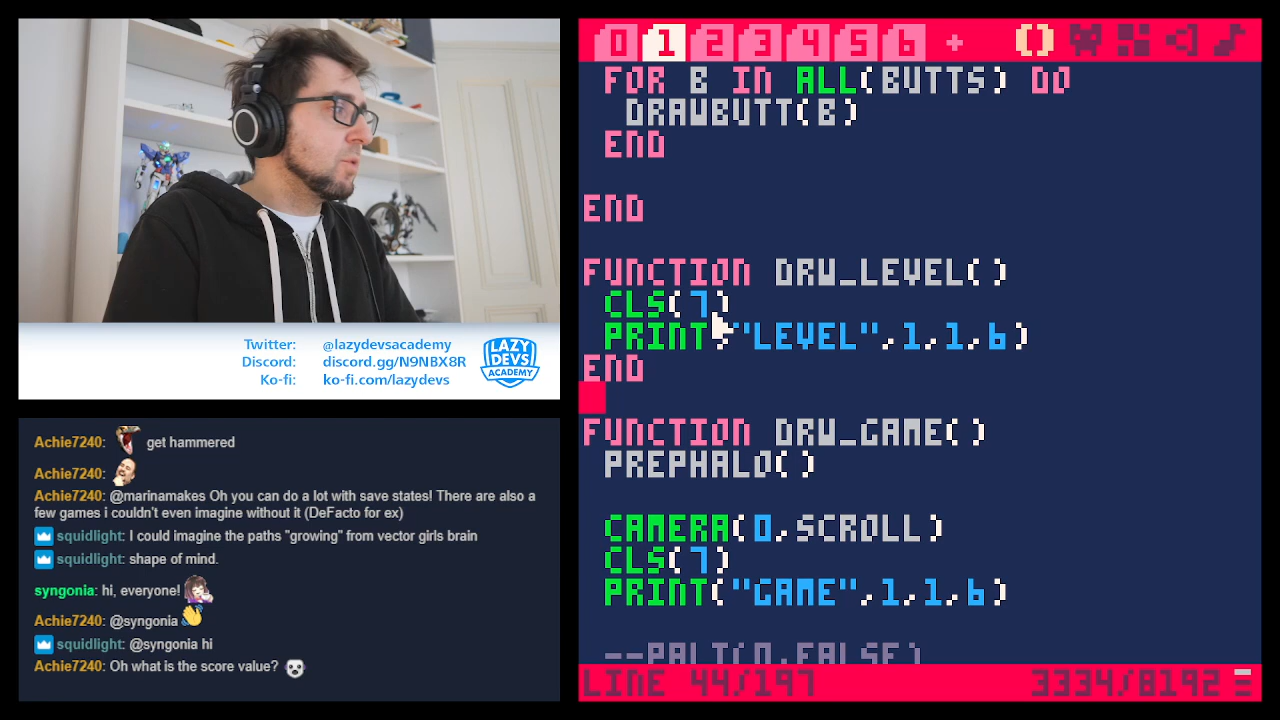 Twitter: @lazydevsacademy
Discord: discord.gg/N9NBX8R
Ko-fi: ko-fi.com/lazydevs
LAZY
DEVS
ACADEMY
Achie7240: get hammered
Achie7240:
Achie7240: @marinamakes Oh you can do a lot with save states! There are also a
few games i couldn't even imagine without it (DeFacto for ex)
squidlight: I could imagine the paths "growing" from vector girls brain
squidlight: shape of mind.
syngonia: hi, everyone!
Achie7240: @syngonia
squidlight: @syngonia hi
Achie7240: Oh what is the score value?
0 1 2 3 4 5 6 + ()
FOR B IN ALL(BUTTS) DO
DRAWBUTT(B)
END
END
FUNCTION DRW_LEVEL()
CLS(7)
PRINT("LEVEL",1,1,6)
END
FUNCTION DRW_GAME()
PREPHALO()
CAMERA(0,SCROLL)
CLS(7)
PRINT("GAME",1,1,6)
--PALT(0,FALSE)
LINE 44/197 3334/8192